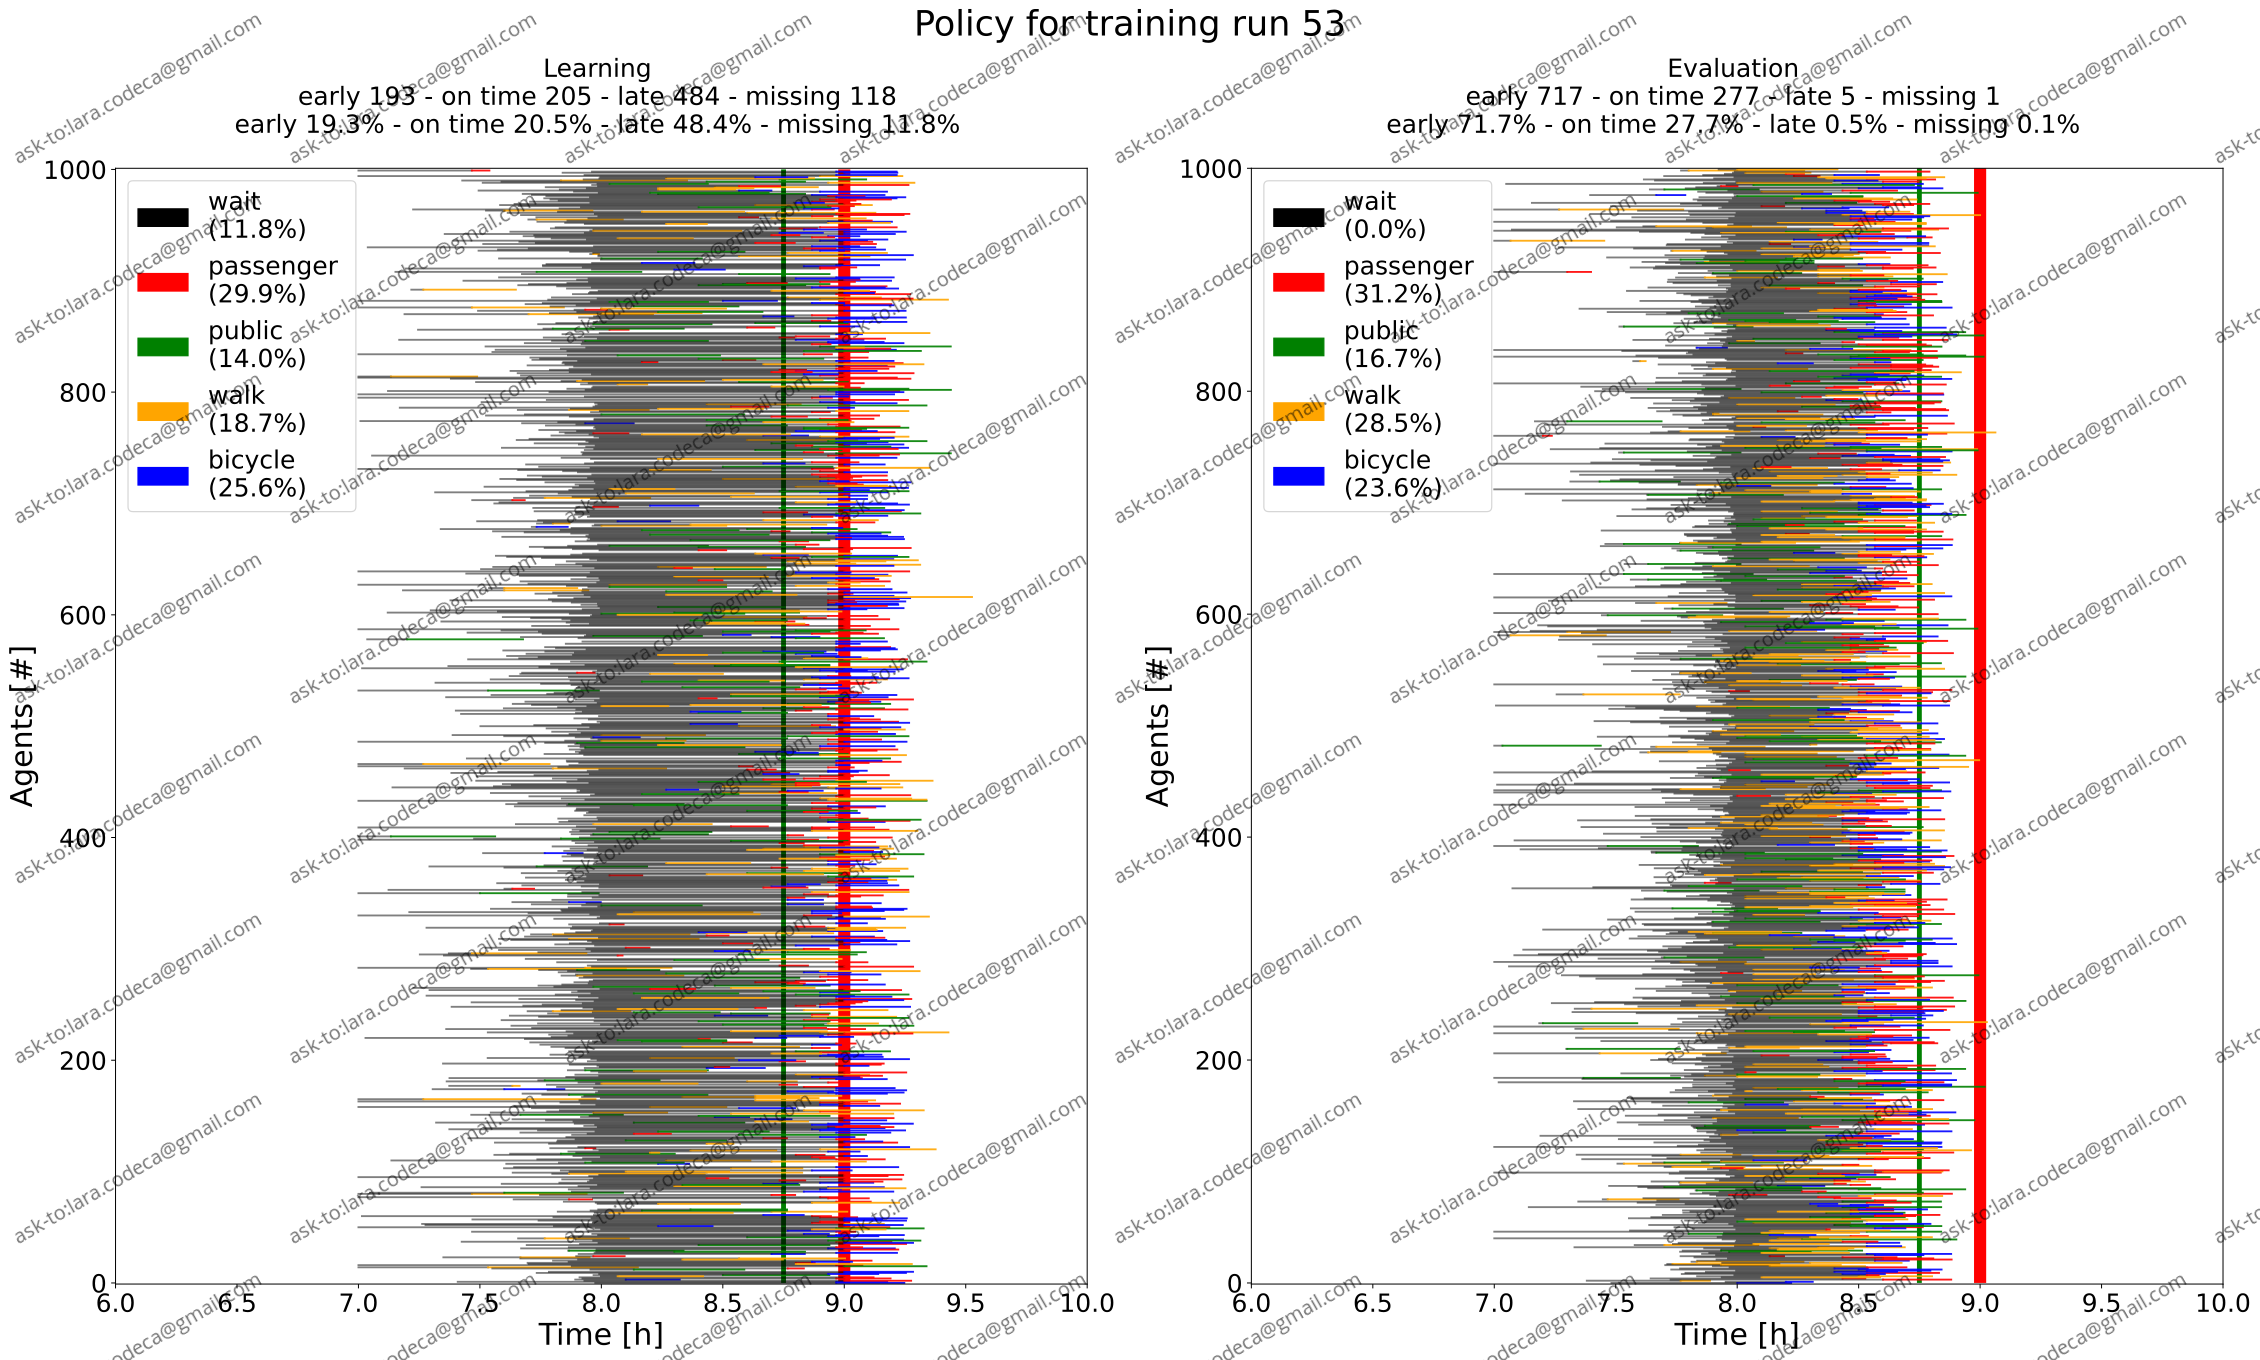 Policy for training run 53
Learning
early 193 - on time 205 - late 484 - missing 118
early 19.3% - on time 20.5% - late 48.4% - missing 11.8%
1000
800
600
400
200
0
Agents [#]
wait
(11.8%)
passenger
(29.9%)
public
(14.0%)
walk
(18.7%)
bicycle
(25.6%)
6.0 6.5 7.0 7.5 8.0 8.5 9.0 9.5 10.0
Time [h]
Evaluation
early 717 - on time 277 - late 5 - missing 1
early 71.7% - on time 27.7% - late 0.5% - missing 0.1%
1000
800
600
400
200
0
Agents [#]
wait
(0.0%)
passenger
(31.2%)
public
(16.7%)
walk
(28.5%)
bicycle
(23.6%)
6.0 6.5 7.0 7.5 8.0 8.5 9.0 9.5 10.0
Time [h]
ask-to:lara.codeca@gmail.com